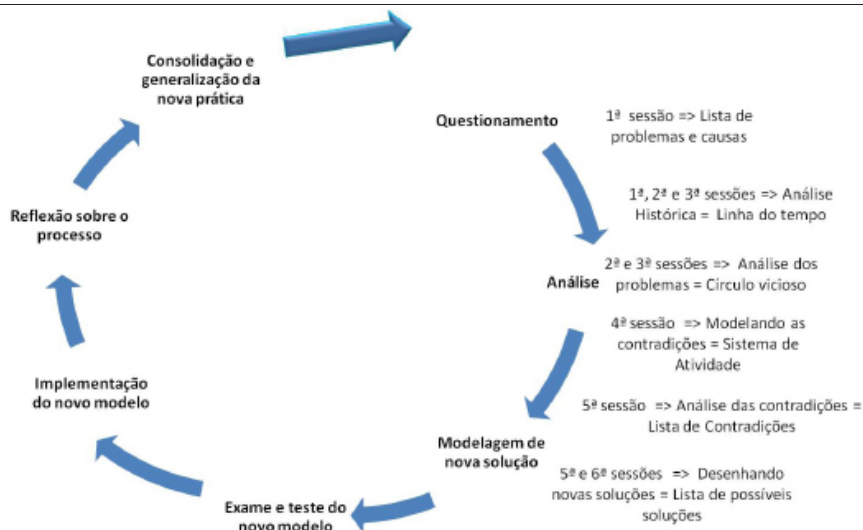 Consolidação e
generalização da
nova prática
Questionamento
1ª sessão => Lista de
problemas e causas
1ª, 2ª e 3ª sessões => Análise
Histórica = Linha do tempo
Reflexão sobre o
processo
Análise
2ª e 3ª sessões => Análise dos
problemas = Circulo vicioso
4ª sessão => Modelando as
contradições = Sistema de
Atividade
Implementação
do novo modelo
5ª sessão => Análise das contradições =
Lista de Contradições
Modelagem de
nova solução
5ª e 6ª sessões => Desenhando
novas soluções = Lista de possíveis
soluções
Exame e teste do
novo modelo